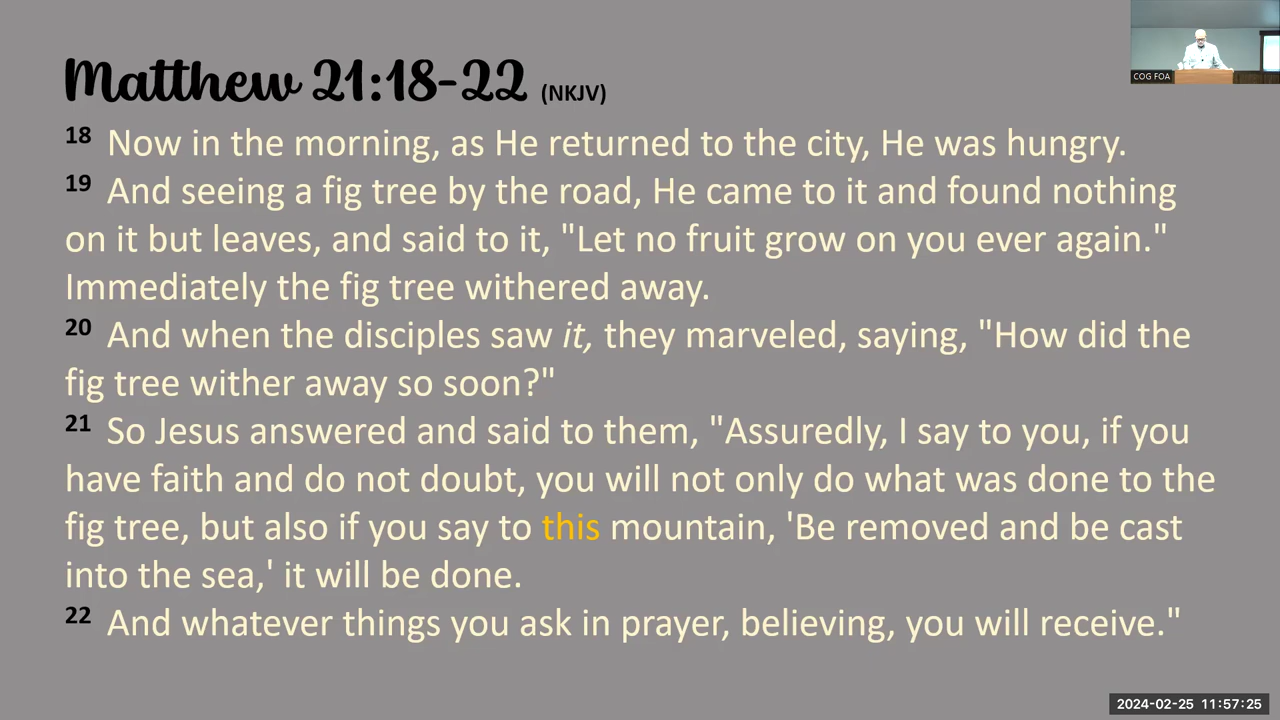 Matthew 21:18-22 (NKJV)
COG FOA
18 Now in the morning, as He returned to the city, He was hungry.
19 And seeing a fig tree by the road, He came to it and found nothing
on it but leaves, and said to it, "Let no fruit grow on you ever again."
Immediately the fig tree withered away.
20 And when the disciples saw it, they marveled, saying, "How did the
fig tree wither away so soon?"
21 So Jesus answered and said to them, "Assuredly, I say to you, if you
have faith and do not doubt, you will not only do what was done to the
fig tree, but also if you say to this mountain, 'Be removed and be cast
into the sea,' it will be done.
22 And whatever things you ask in prayer, believing, you will receive."
2024-02-25 11:57:25